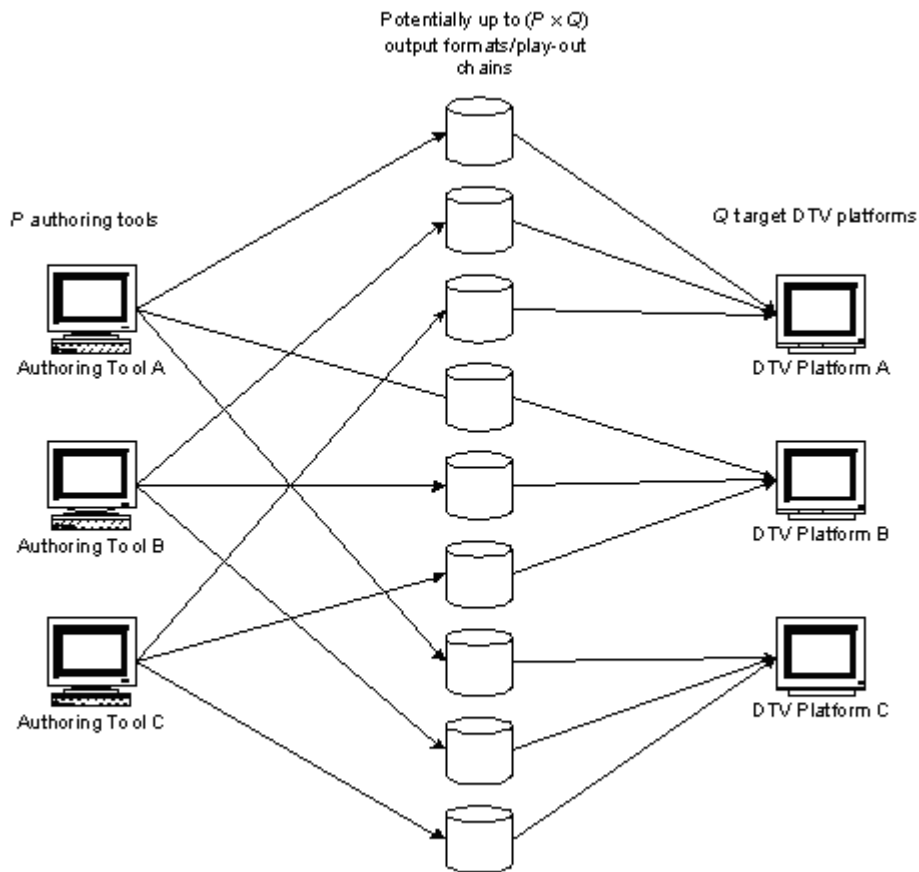 Potentially up to (P × Q)
output formats/play-out
chains
P authoring tools
Q target DTV platforms
Authoring Tool A
DTV Platform A
Authoring Tool B
DTV Platform B
Authoring Tool C
DTV Platform C